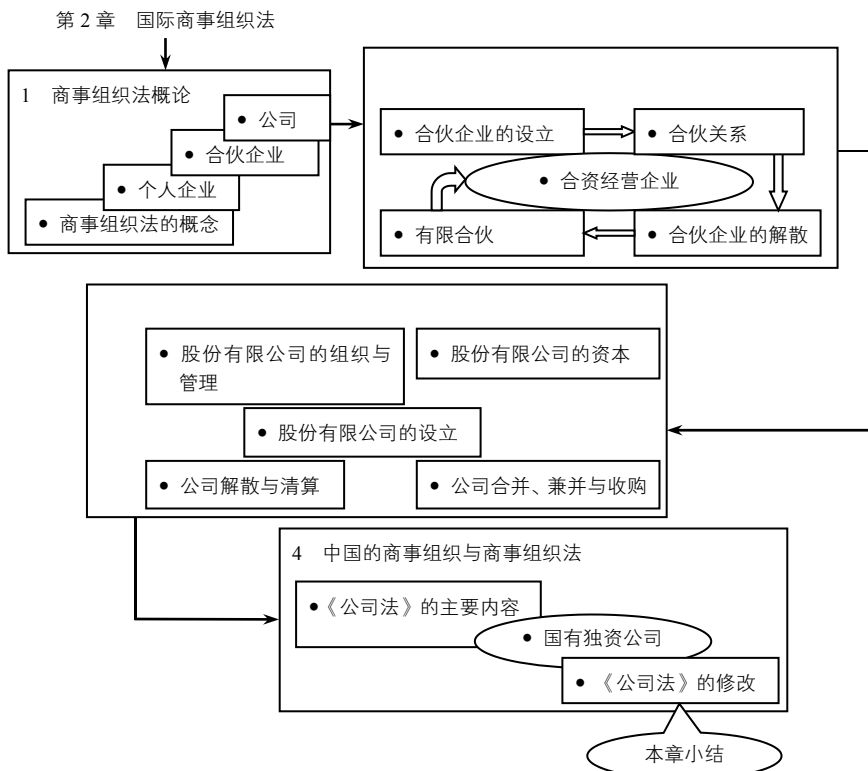 第 2 章 国际商事组织法
1 商事组织法概论
● 公司
● 合伙企业
● 个人企业
● 商事组织法的概念
● 合伙企业的设立
● 合伙关系
● 合资经营企业
● 有限合伙
● 合伙企业的解散
● 股份有限公司的组织与
管理
● 股份有限公司的资本
● 股份有限公司的设立
● 公司解散与清算
● 公司合并、兼并与收购
4 中国的商事组织与商事组织法
●《公司法》的主要内容
● 国有独资公司
● 《公司法》的修改
本章小结